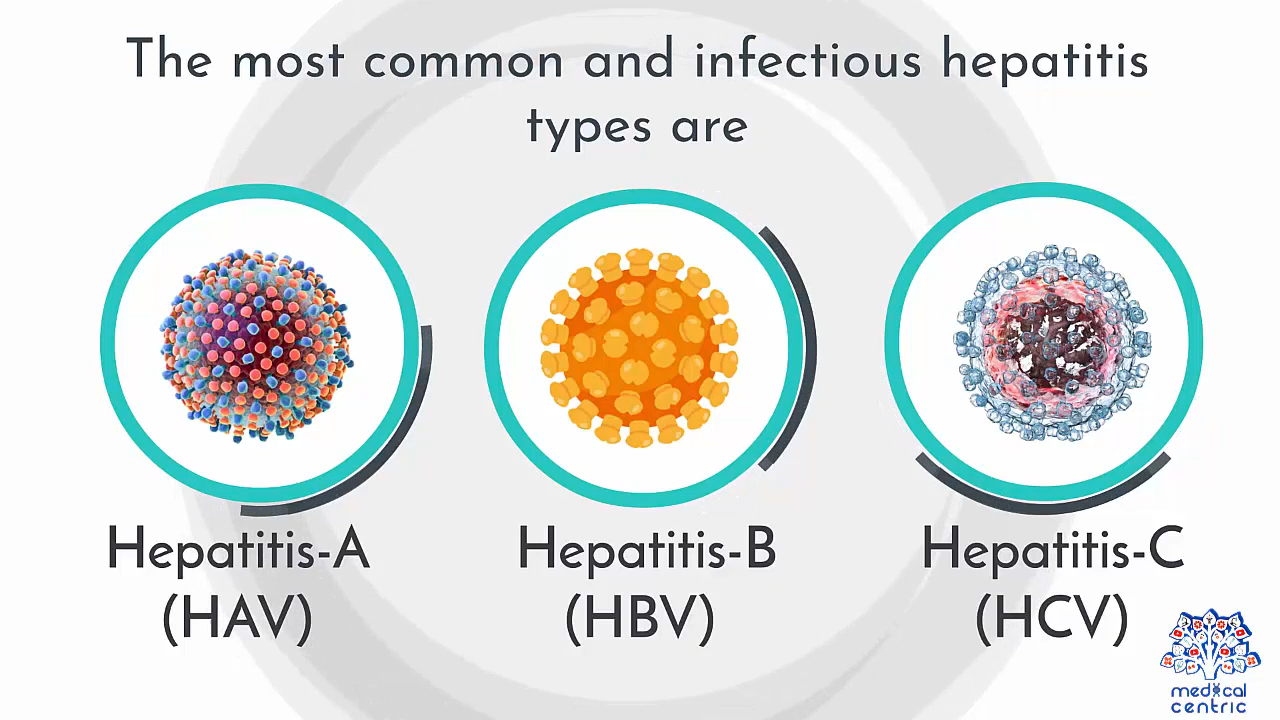 The most common and infectious hepatitis
types are
Hepatitis-A
(HAV)
Hepatitis-B
(HBV)
Hepatitis-C
(HCV)
medical
centric